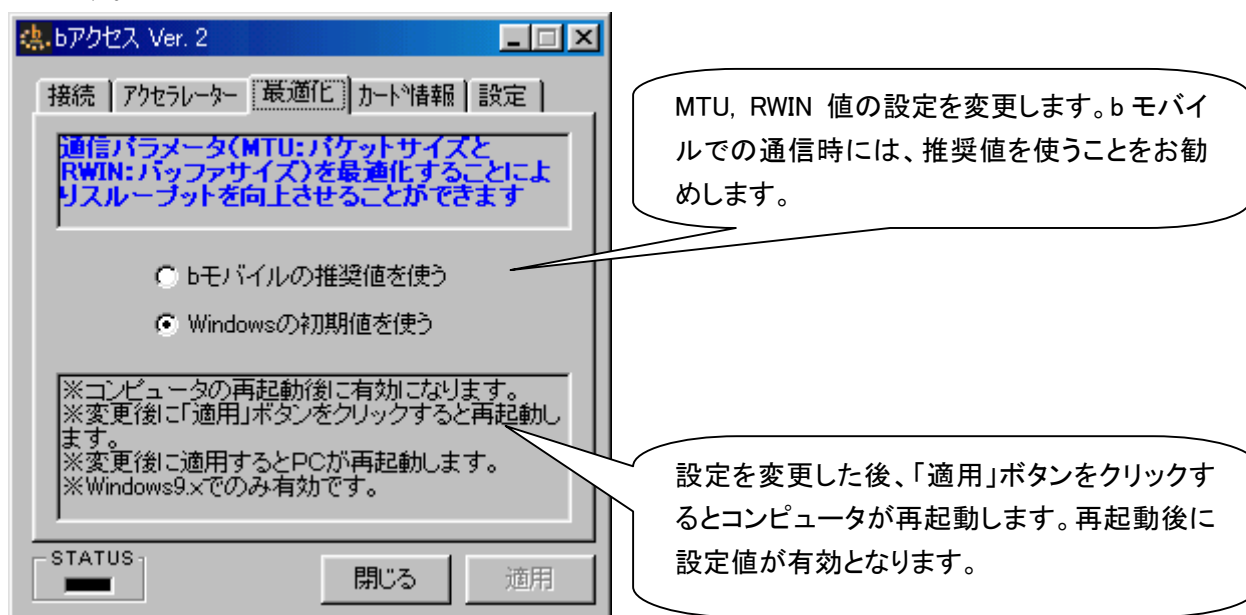 bアクセス Ver. 2
接続 アクセラレーター 最適化 カード情報 設定
通信パラメータ(MTU:パケットサイズと
RWIN:バッファサイズ)を最適化することによ
りスループットを向上させることができます
bモバイルの推奨値を使う
Windowsの初期値を使う
※コンピュータの再起動後に有効になります。
※変更後に「適用」ボタンをクリックすると再起動し
ます。
※変更後に適用するとPCが再起動します。
※Windows9.xでのみ有効です。
STATUS
閉じる 適用
MTU, RWIN 値の設定を変更します。b モバイ
ルでの通信時には、推奨値を使うことをお勧
めします。
設定を変更した後、「適用」ボタンをクリックす
るとコンピュータが再起動します。再起動後に
設定値が有効となります。